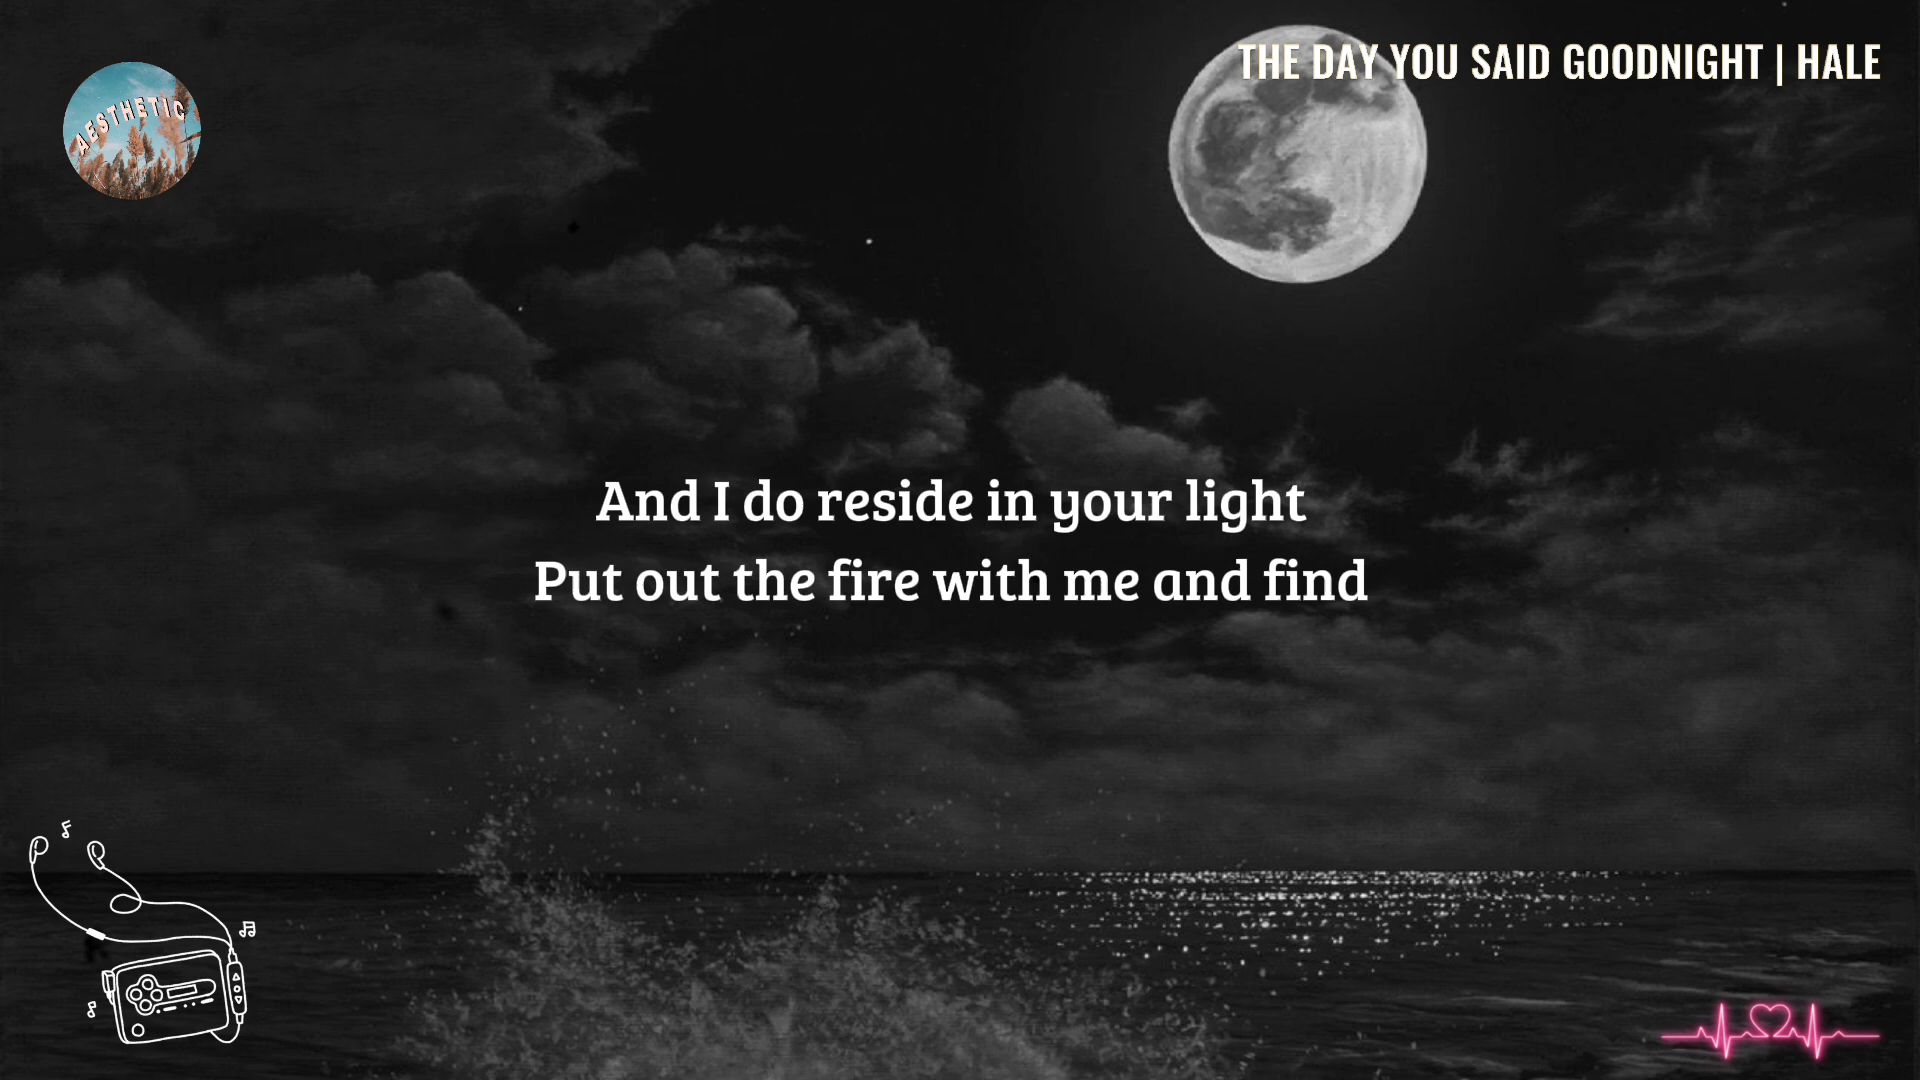 THE DAY YOU SAID GOODNIGHT | HALE
AESTHETIC
And I do reside in your light
Put out the fire with me and find